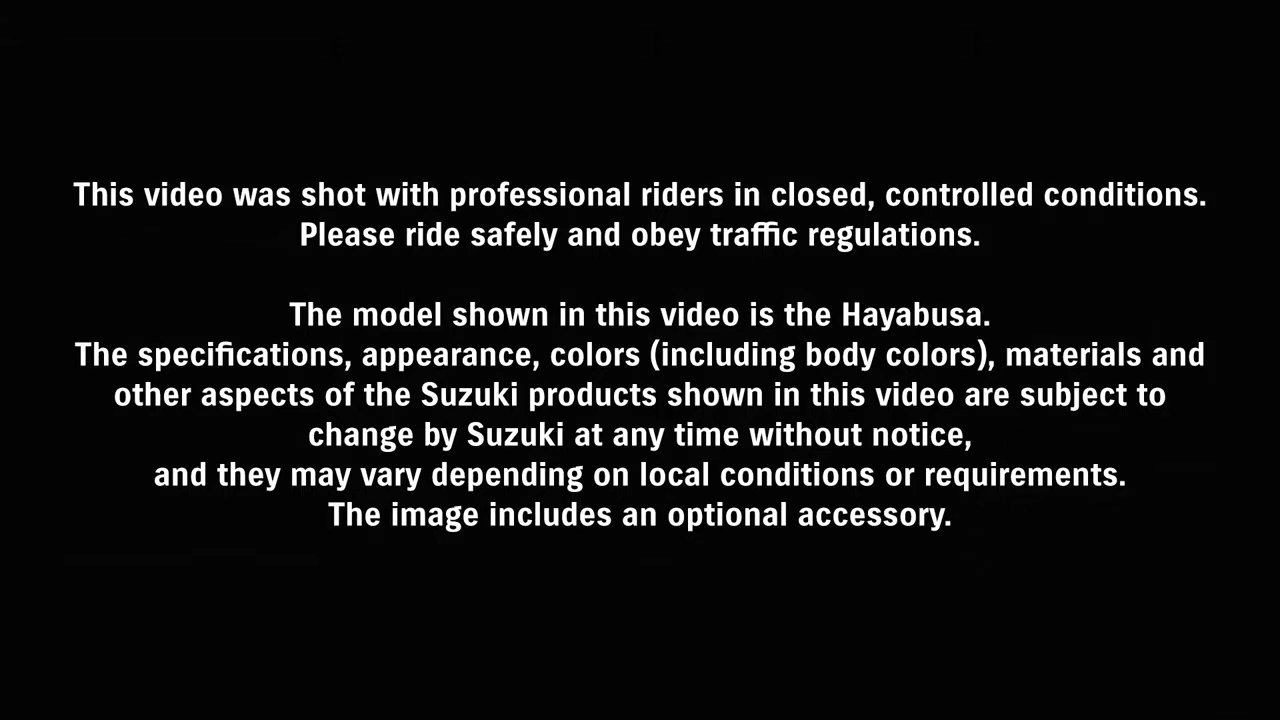 This video was shot with professional riders in closed, controlled conditions.
Please ride safely and obey traffic regulations.
The model shown in this video is the Hayabusa.
The specifications, appearance, colors (including body colors), materials and
other aspects of the Suzuki products shown in this video are subject to
change by Suzuki at any time without notice,
and they may vary depending on local conditions or requirements.
The image includes an optional accessory.